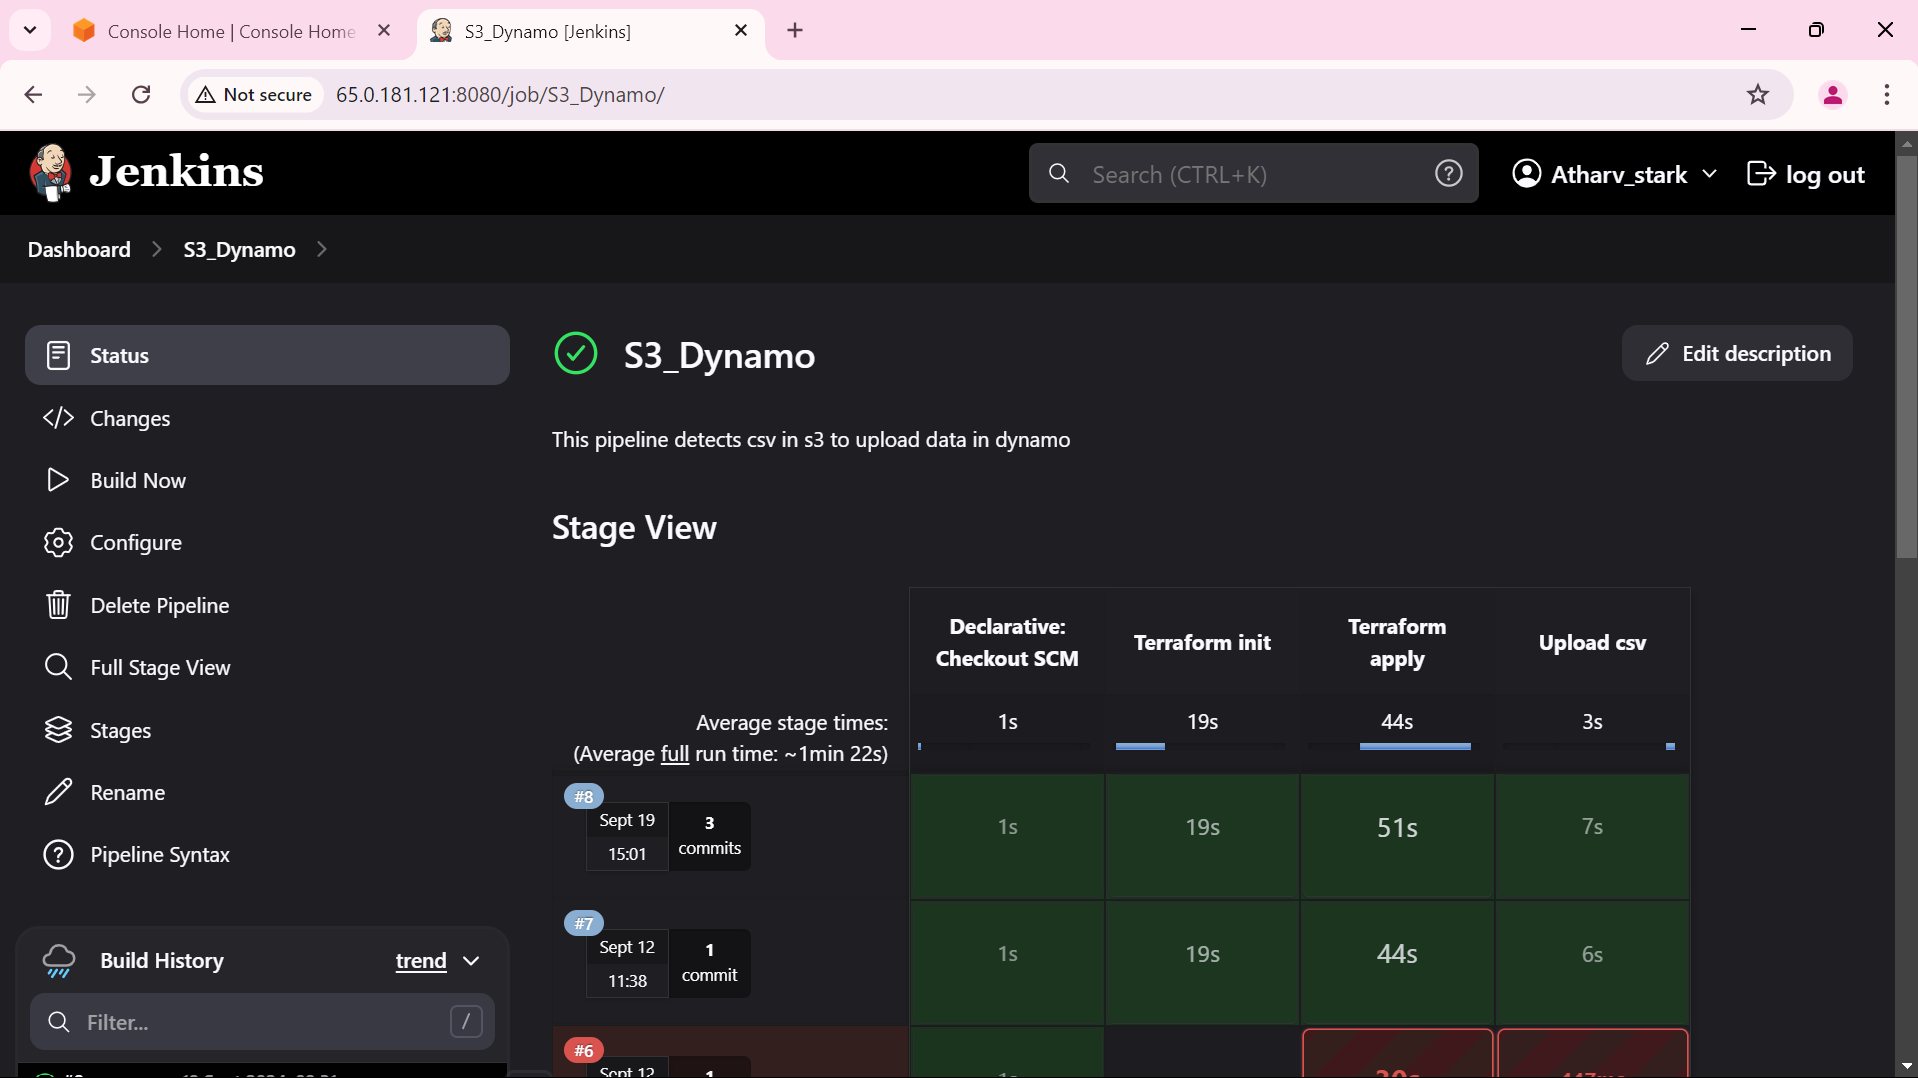 Console Home | Console Home
S3_Dynamo [Jenkins]
Not secure
65.0.181.121:8080/job/S3_Dynamo/
Jenkins
Search (CTRL+K)
Atharv_stark
log out
Dashboard
S3_Dynamo
Status
Changes
Build Now
Configure
Delete Pipeline
Full Stage View
Stages
Rename
Pipeline Syntax
Build History
trend
Filter...
/
S3_Dynamo
Edit description
This pipeline detects csv in s3 to upload data in dynamo
Stage View
Declarative:
Checkout SCM
Terraform init
Terraform
apply
Upload csv
Average stage times:
(Average full run time: ~1min 22s)
1s
19s
44s
3s
#8
Sept 19
15:01
3
commits
1s
19s
51s
7s
#7
Sept 12
11:38
1
commit
1s
19s
44s
6s
#6
Sept 12
1